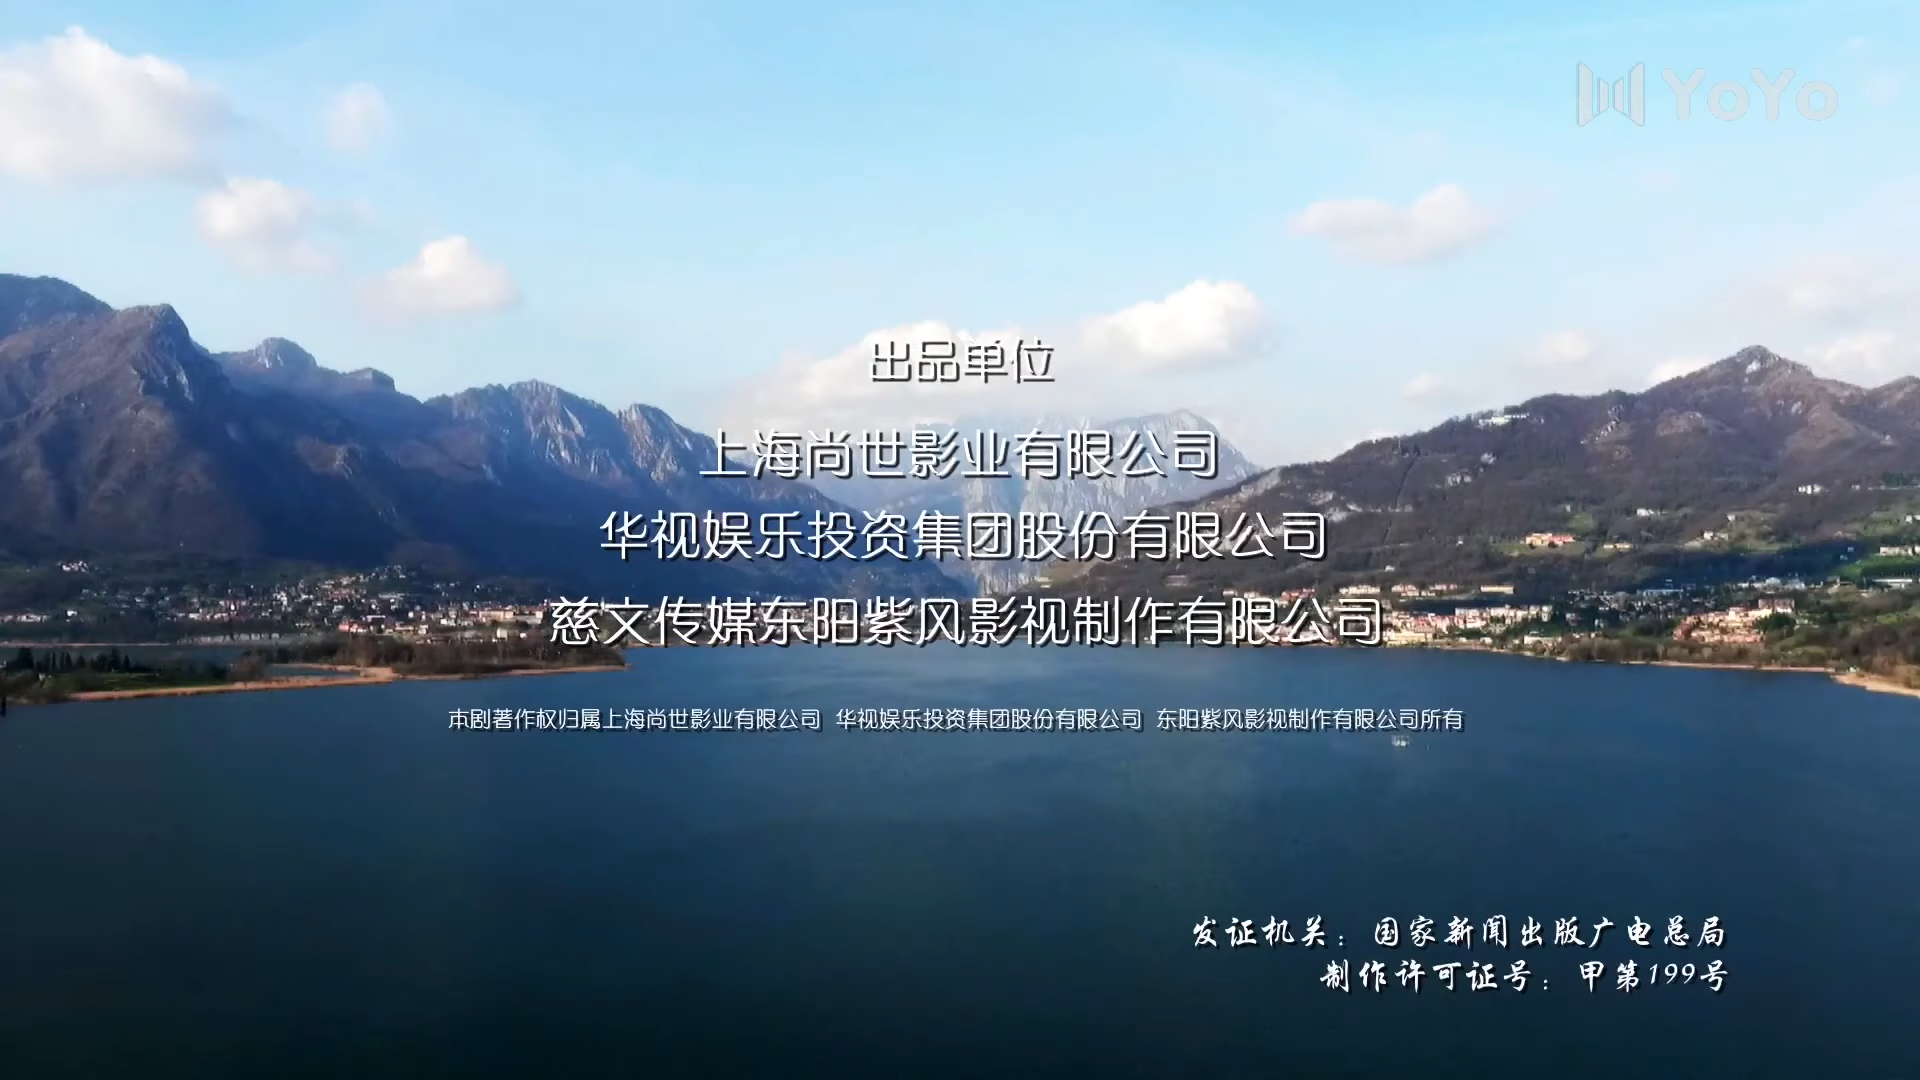 YoYo
出品单位
上海尚世影业有限公司
华视娱乐投资集团股份有限公司
慈文传媒东阳紫风影视制作有限公司
本剧著作权归属上海尚世影业有限公司 华视娱乐投资集团股份有限公司 东阳紫风影视制作有限公司所有
发证机关：国家新闻出版广电总局
制作许可证号：甲第199号